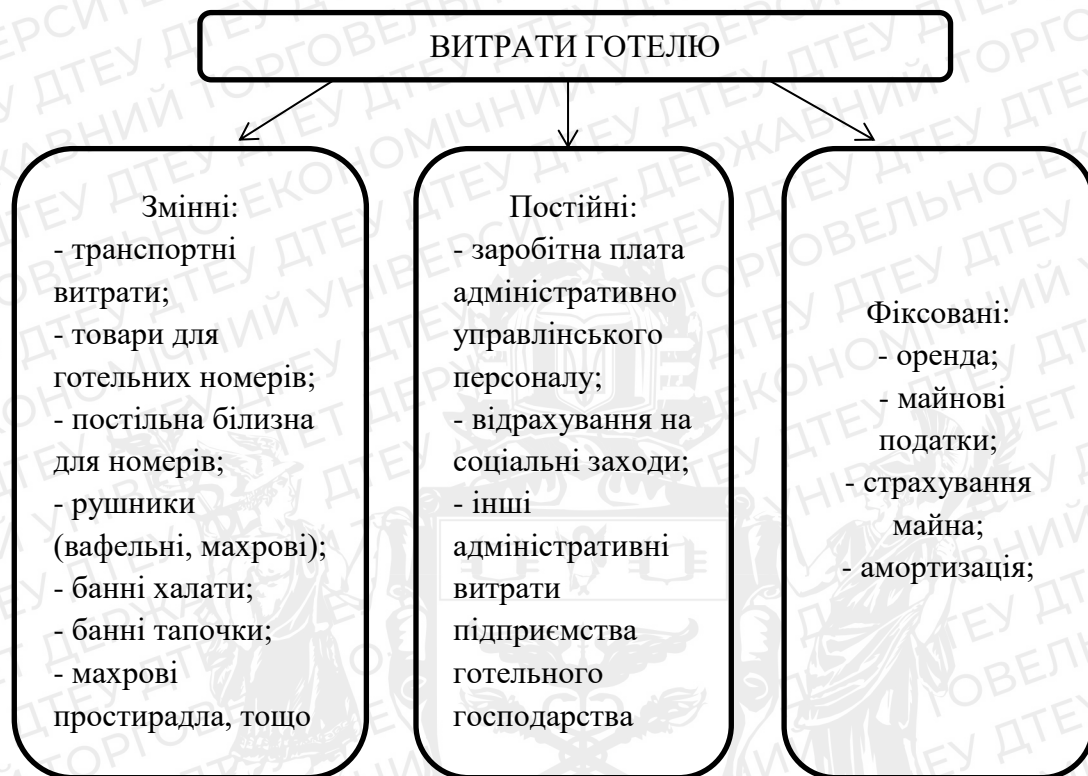 ВИТРАТИ ГОТЕЛЮ
Змінні:
- транспортні
витрати;
- товари для
готельних номерів;
- постільна білизна
для номерів;
- рушники
(вафельні, махрові);
- банні халати;
- банні тапочки;
- махрові
простирадла, тощо
Постійні:
- заробітна плата
адміністративно
управлінського
персоналу;
- відрахування на
соціальні заходи;
- інші
адміністративні
витрати
підприємства
готельного
господарства
Фіксовані:
- оренда;
- майнові
податки;
- страхування
майна;
- амортизація;